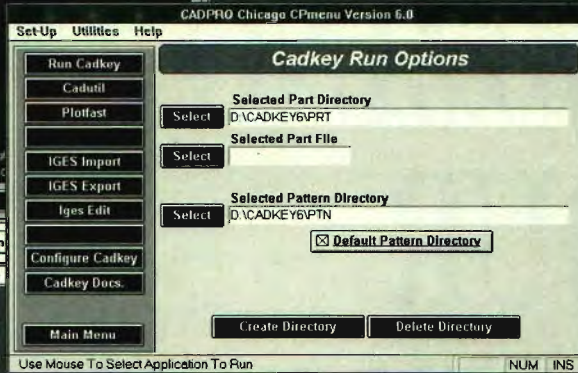 CADPRO Chicago CPmenu Version 6.0
Set-Up Utilities Help
Run Cadkey
Cadutil
Plotfast
IGES Import
IGES Export
Iges Edit
Configure Cadkey
Cadkey Docs.
Main Menu
Cadkey Run Options
Selected Part Directory
Select D:\CADKEY6\PRT
Selected Part File
Select
Selected Pattern Directory
Select D:\CADKEY6\PTN
Default Pattern Directory
Create Directory Delete Directory
Use Mouse To Select Application To Run NUM INS